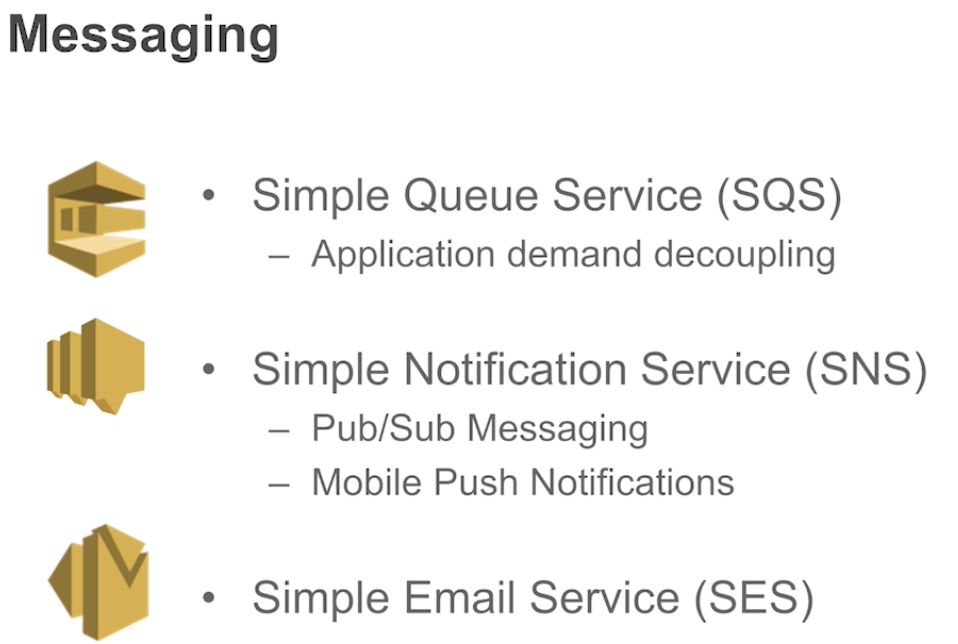 Messaging
• Simple Queue Service (SQS)
– Application demand decoupling
• Simple Notification Service (SNS)
– Pub/Sub Messaging
– Mobile Push Notifications
• Simple Email Service (SES)